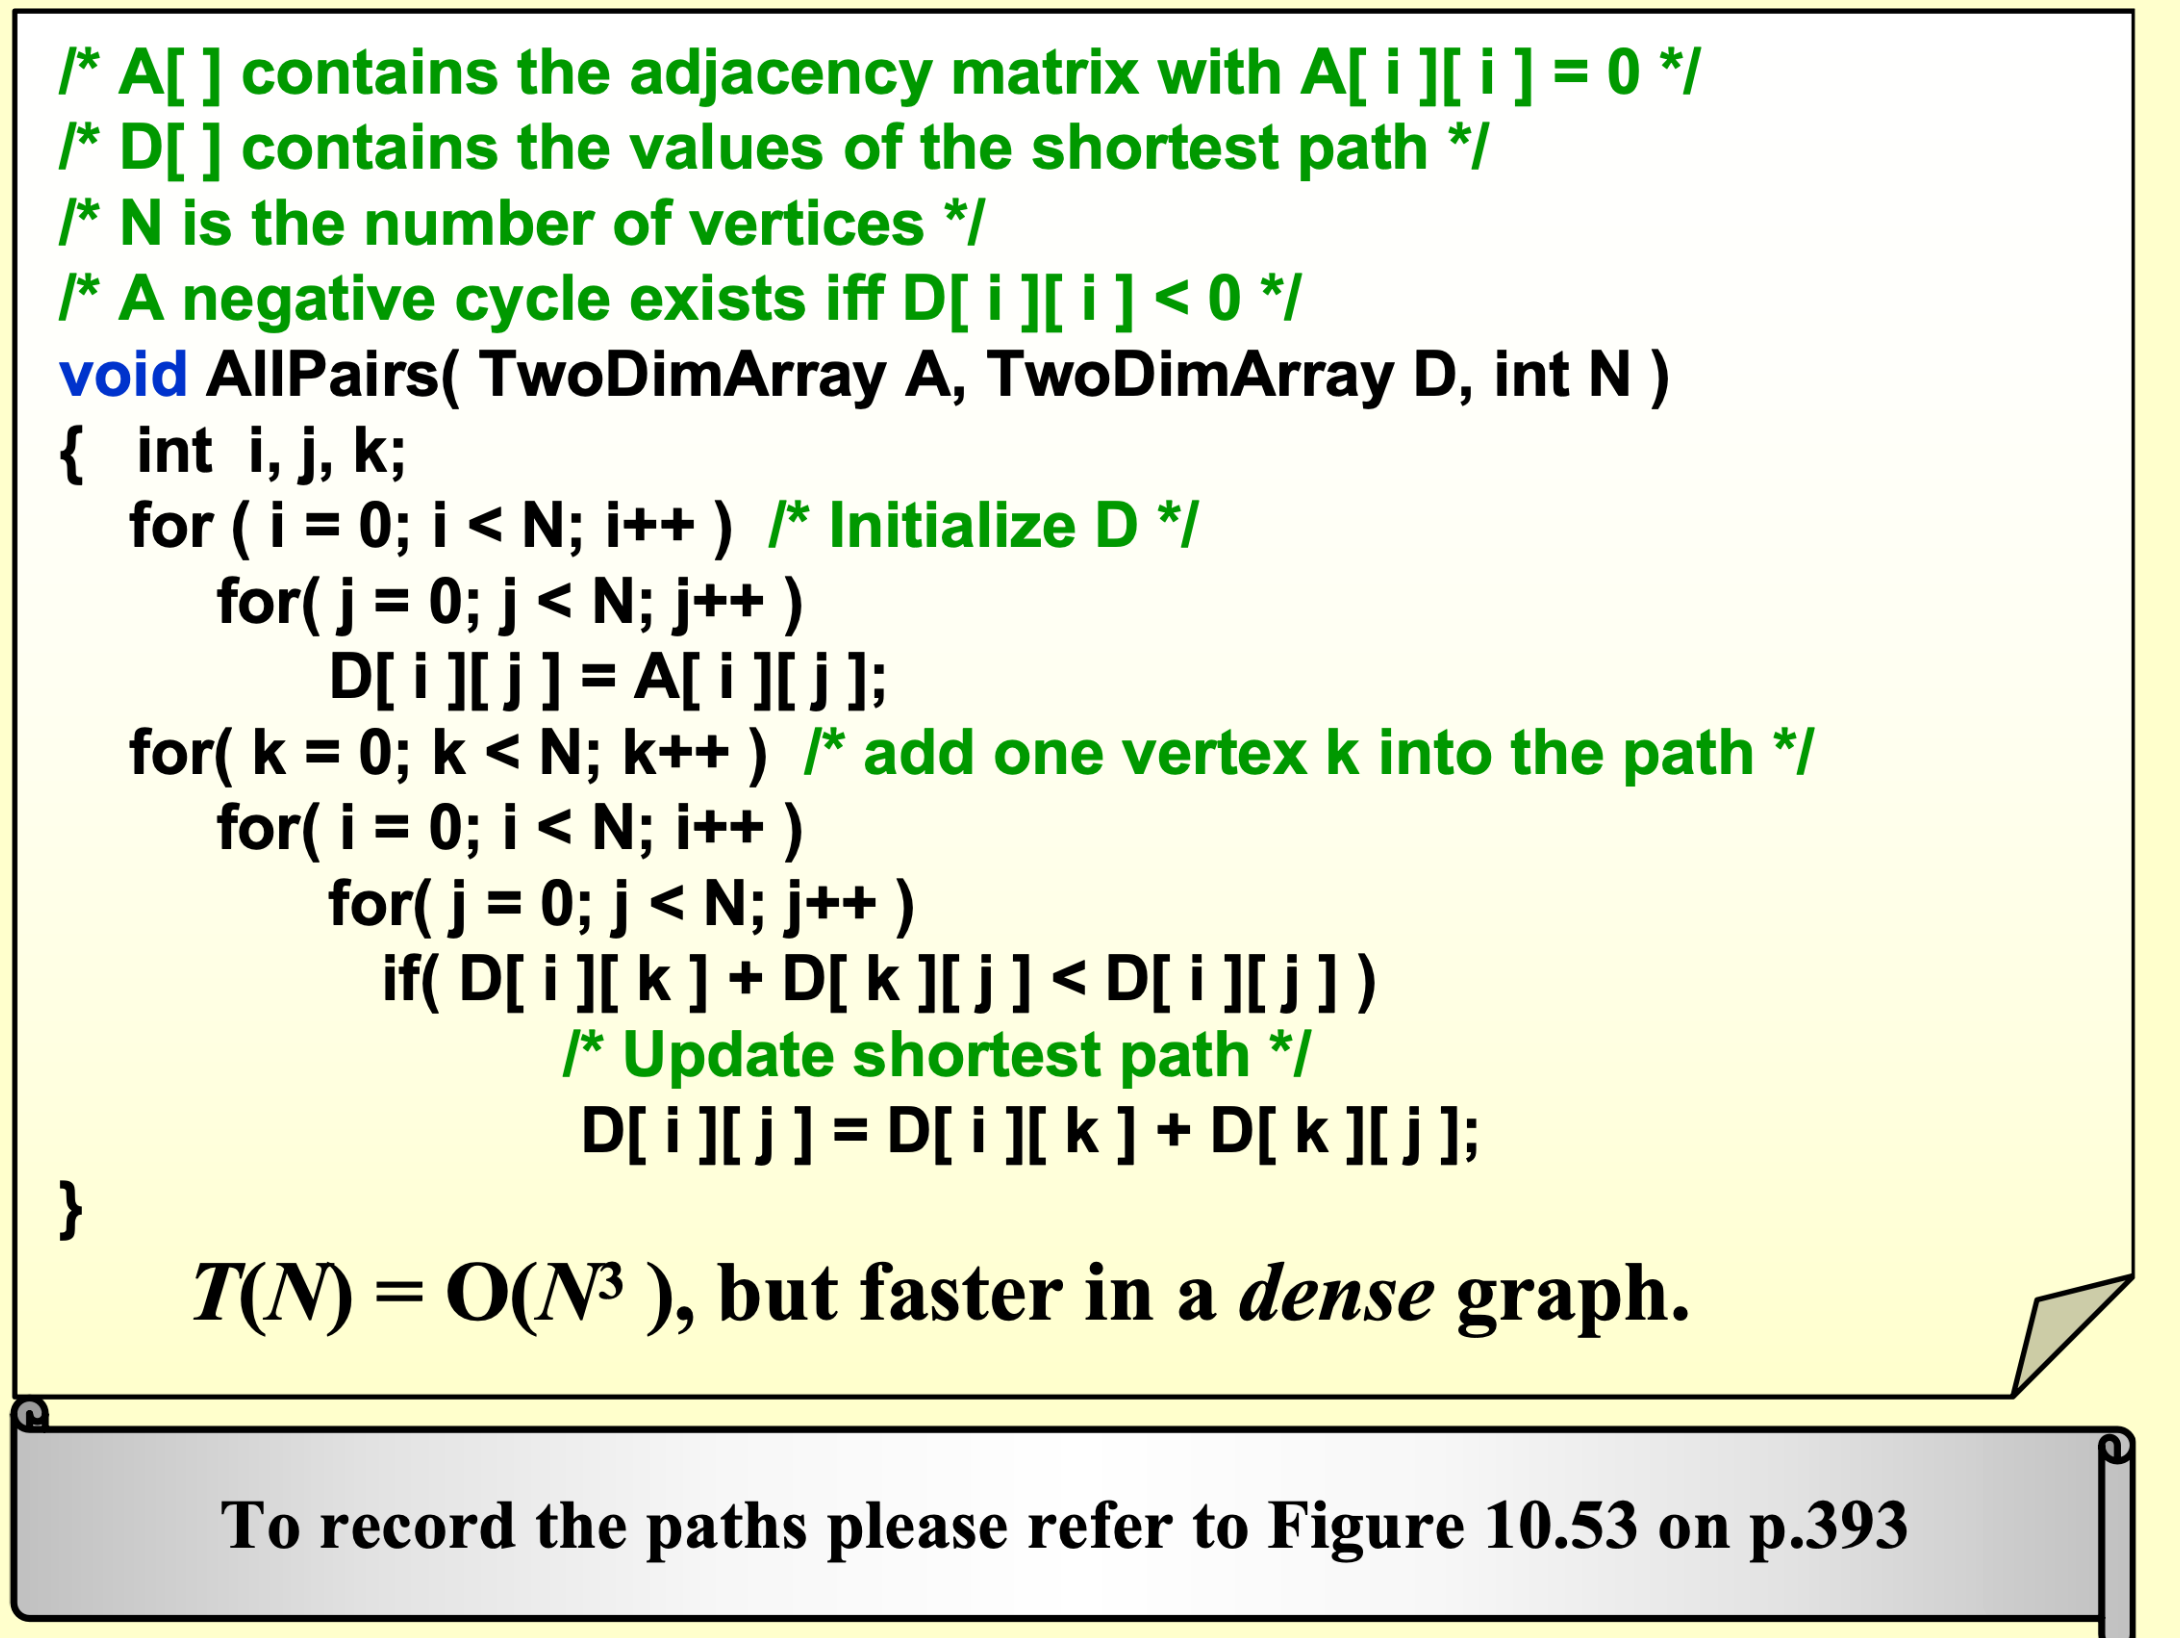 /* A[ ] contains the adjacency matrix with A[ i ][ i ] = 0 */
/* D[ ] contains the values of the shortest path */
/* N is the number of vertices */
/* A negative cycle exists iff D[ i ][ i ] < 0 */
void AllPairs( TwoDimArray A, TwoDimArray D, int N )
{ int i, j, k;
for ( i = 0; i < N; i++ ) /* Initialize D */
for( j = 0; j < N; j++ )
D[ i ][ j ] = A[ i ][ j ];
for( k = 0; k < N; k++ ) /* add one vertex k into the path */
for( i = 0; i < N; i++ )
for( j = 0; j < N; j++ )
if( D[ i ][ k ] + D[ k ][ j ] < D[ i ][ j ] )
/* Update shortest path */
D[ i ][ j ] = D[ i ][ k ] + D[ k ][ j ];
}
T(N) = O(N³ ), but faster in a dense graph.
To record the paths please refer to Figure 10.53 on p.393